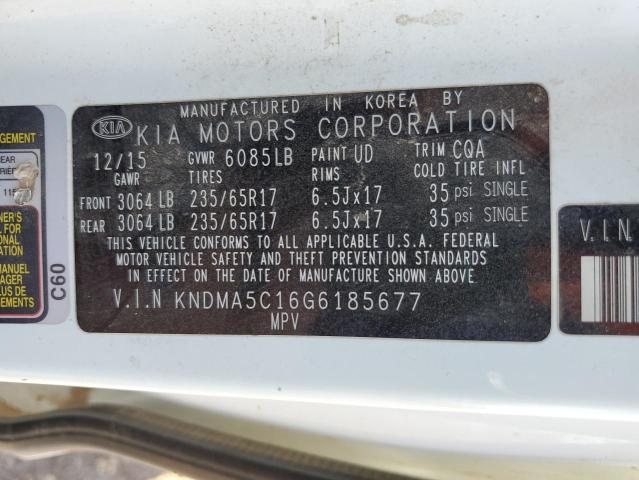 MANUFACTURED IN KOREA BY
KIA KIA MOTORS CORPORATION
12/15 GVWR 6085LB PAINT UD TRIM CQA
GAWR TIRES RIMS COLD TIRE INFL
FRONT 3064 LB 235/65R17 6.5Jx17 35 psi SINGLE
REAR 3064 LB 235/65R17 6.5Jx17 35 psi SINGLE
THIS VEHICLE CONFORMS TO ALL APPLICABLE U.S.A. FEDERAL
MOTOR VEHICLE SAFETY AND THEFT PREVENTION STANDARDS
IN EFFECT ON THE DATE OF MANUFACTURE SHOWN ABOVE.
V.I.N KNDMA5C16G6185677
MPV
C60
V.I.N